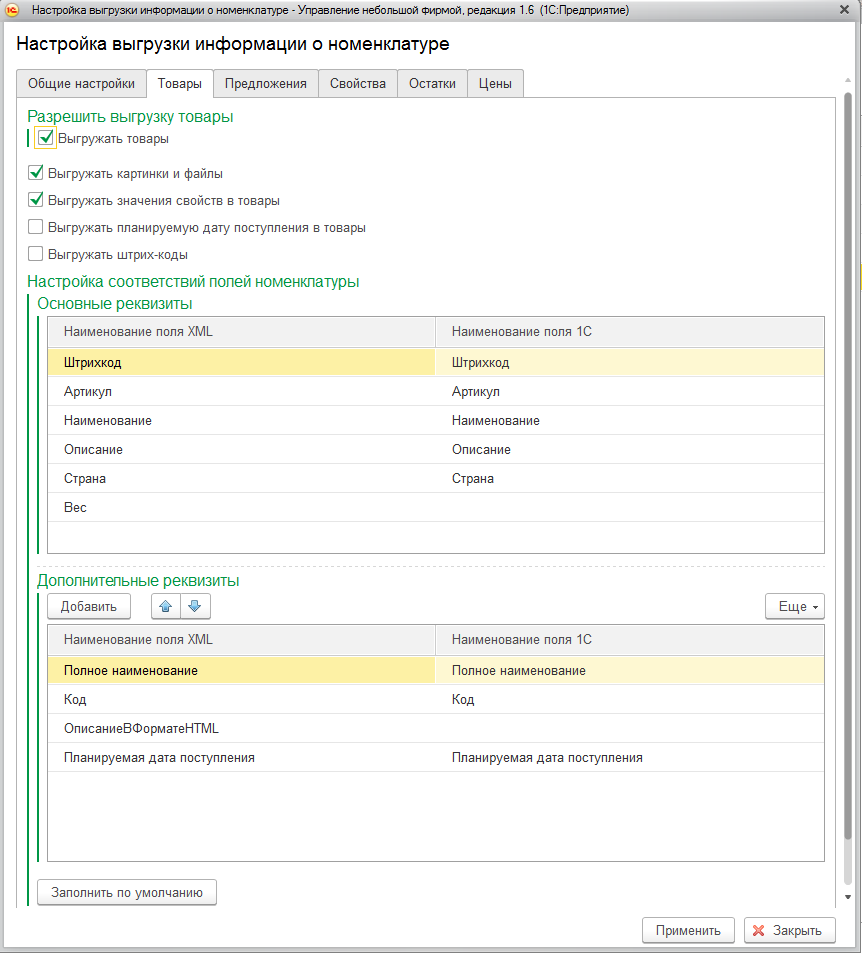 1С Настройка выгрузки информации о номенклатуре - Управление небольшой фирмой, редакция 1.6 (1С:Предприятие)
Настройка выгрузки информации о номенклатуре
Общие настройки Товары Предложения Свойства Остатки Цены
Разрешить выгрузку товары
Выгружать товары
Выгружать картинки и файлы
Выгружать значения свойств в товары
Выгружать планируемую дату поступления в товары
Выгружать штрих-коды
Настройка соответствий полей номенклатуры
Основные реквизиты
Наименование поля XML Наименование поля 1С
Штрихкод Штрихкод
Артикул Артикул
Наименование Наименование
Описание Описание
Страна Страна
Вес
Дополнительные реквизиты
Добавить Еще
Наименование поля XML Наименование поля 1С
Полное наименование Полное наименование
Код Код
ОписаниеВФорматеHTML
Планируемая дата поступления Планируемая дата поступления
Заполнить по умолчанию
Применить Закрыть